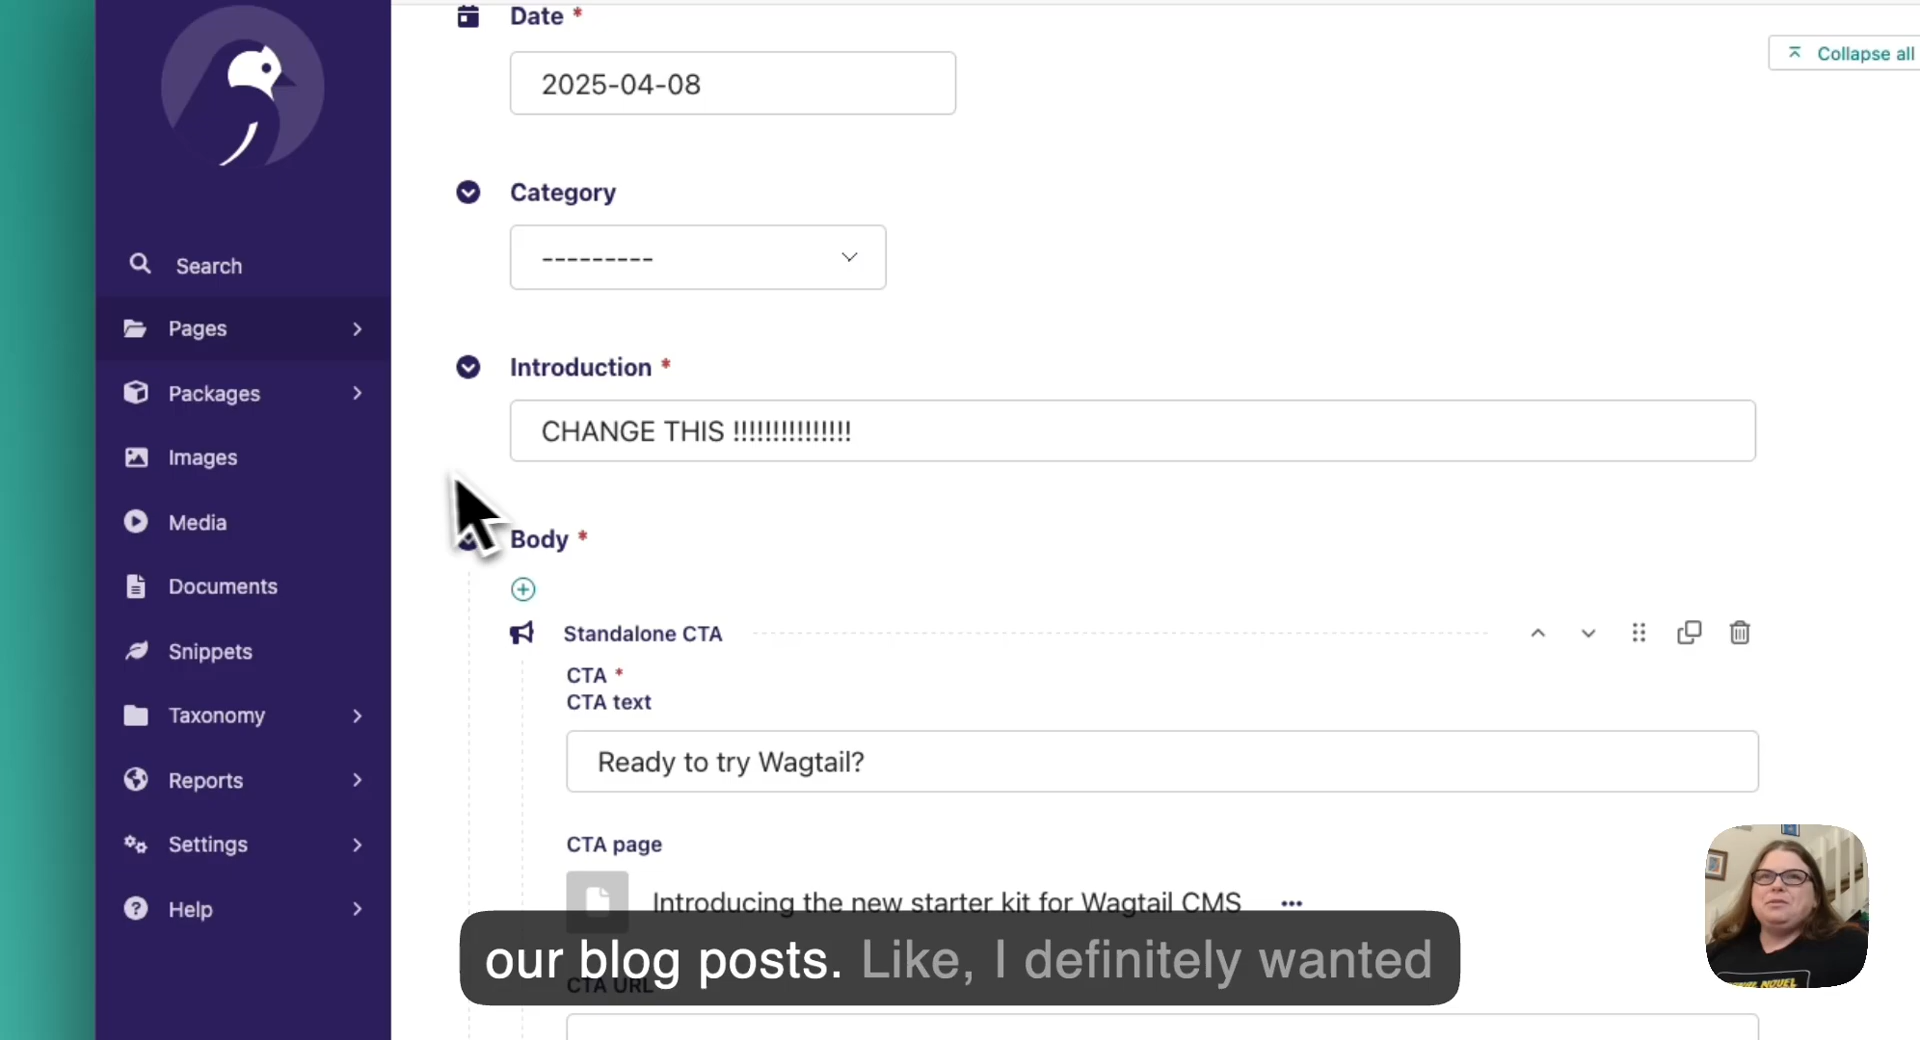 Date *
Collapse all
2025-04-08
Category
---------
Search
Pages
Introduction *
Packages
CHANGE THIS !!!!!!!!!!!!!!!
Images
Media
Body *
Documents
Standalone CTA
Snippets
CTA *
CTA text
Taxonomy
Ready to try Wagtail?
Reports
CTA page
Settings
Introducing the new starter kit for Wagtail CMS
Help
our blog posts. Like, I definitely wanted
CTA URL